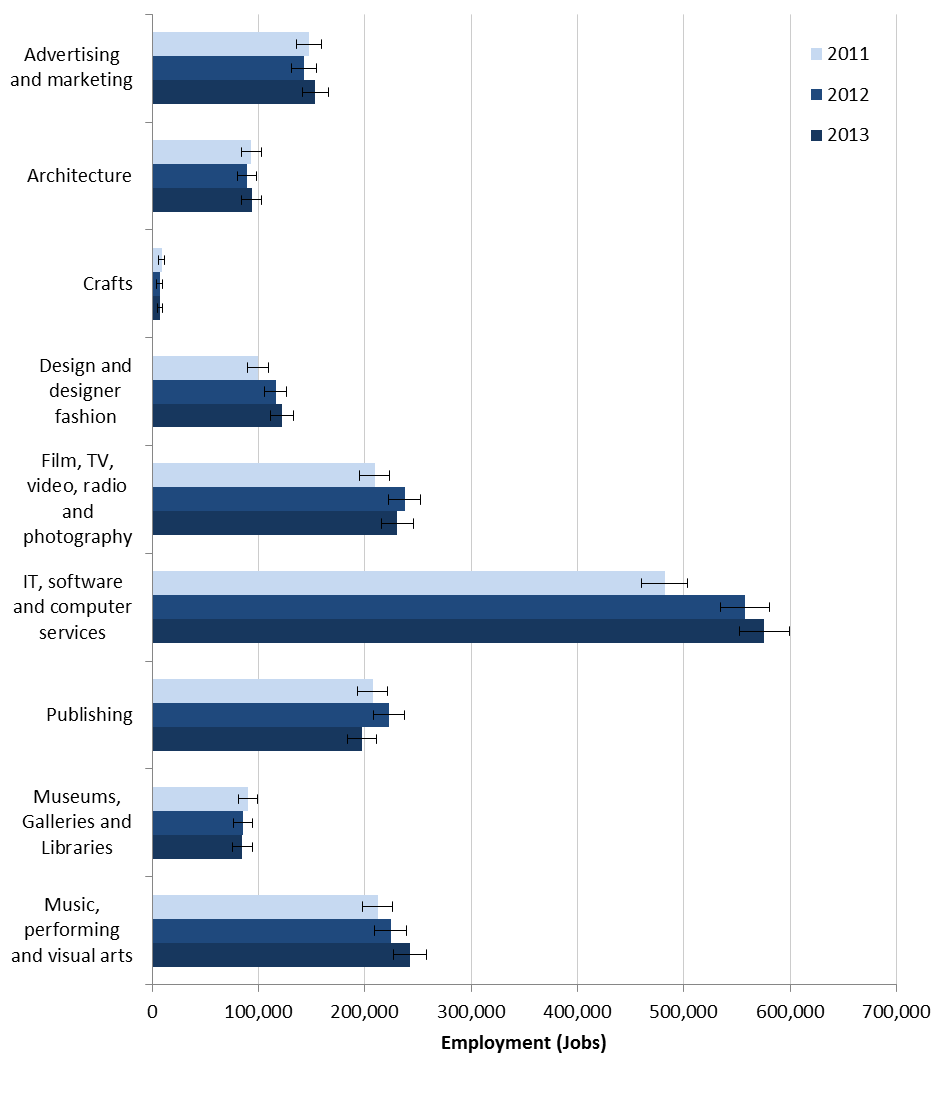 Advertising
and marketing
2011
2012
2013
Architecture
Crafts
Design and
designer
fashion
Film, TV,
video, radio
and
photography
IT, software
and computer
services
Publishing
Museums,
Galleries and
Libraries
Music,
performing
and visual arts
0 100,000 200,000 300,000 400,000 500,000 600,000 700,000
Employment (Jobs)